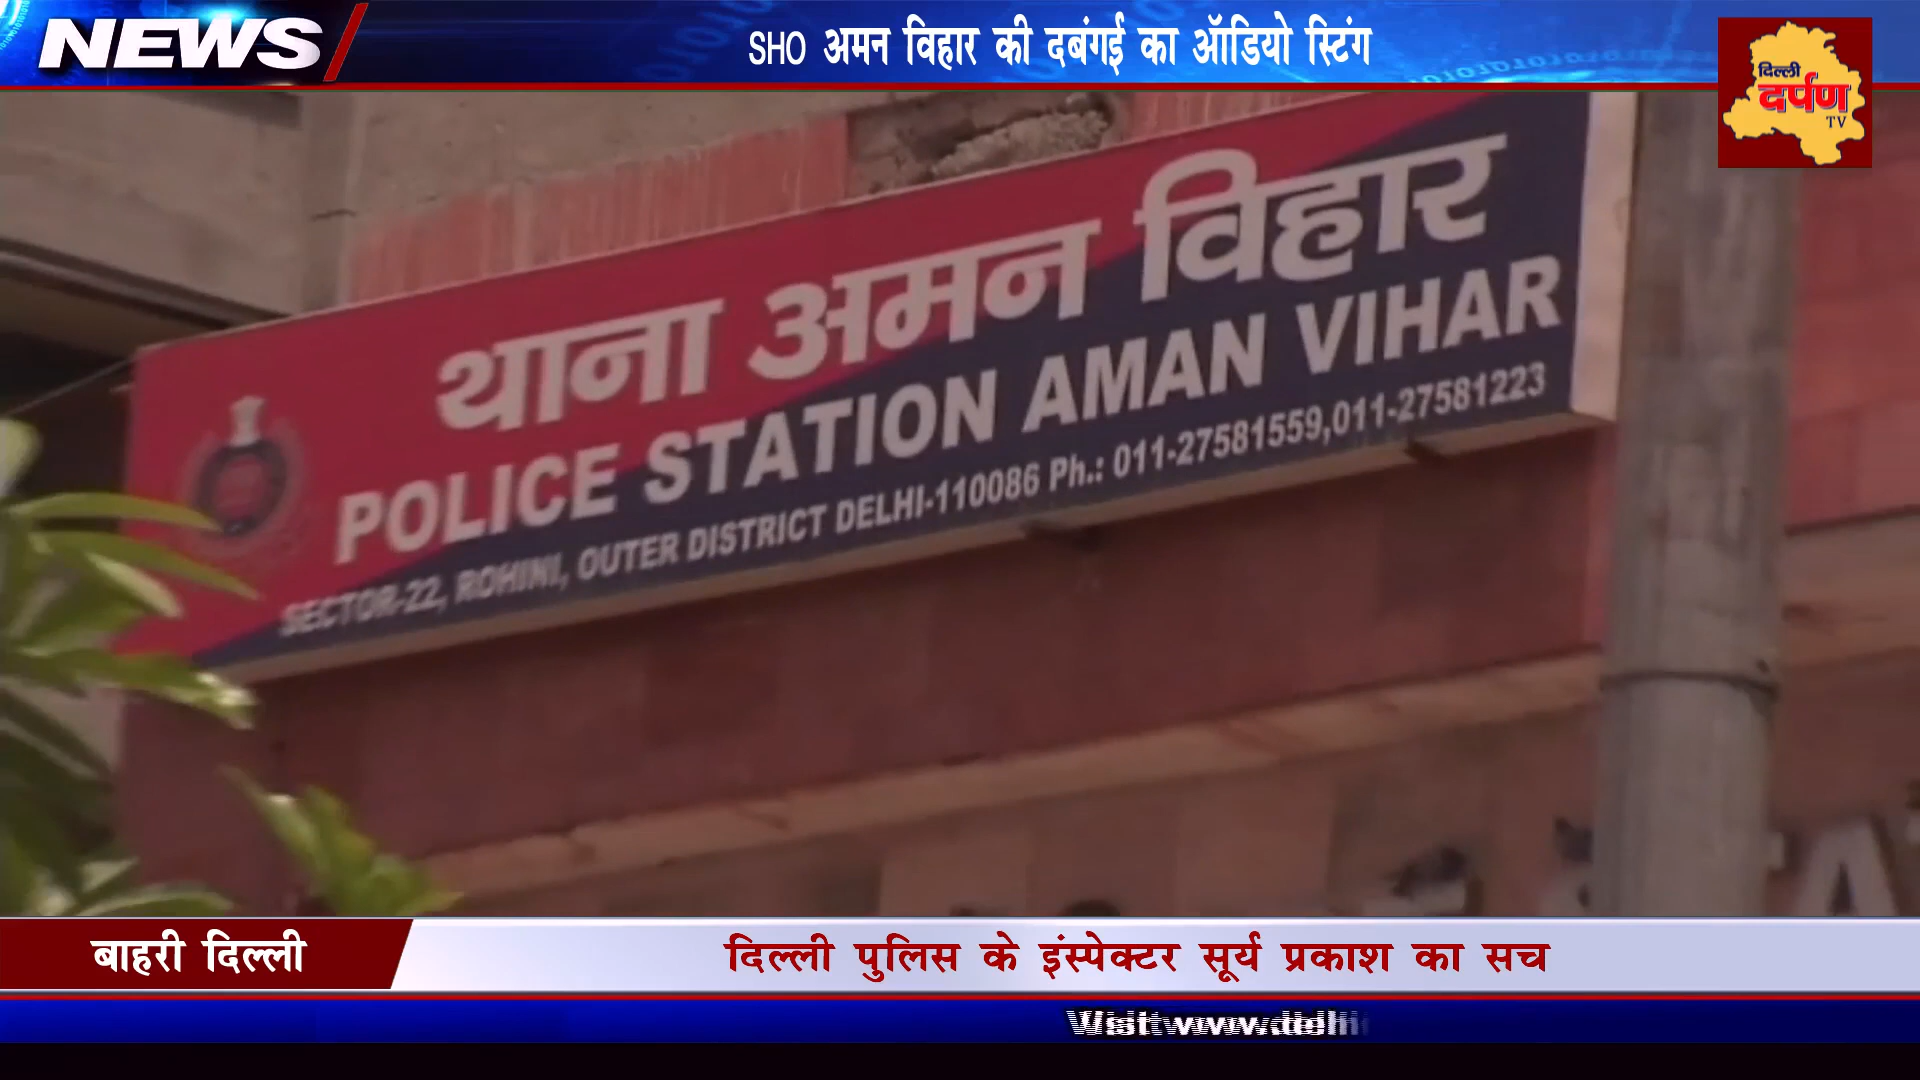 NEWS
SHO अमन विहार की दबंगई का ऑडियो स्टिंग
दिल्ली
दर्पण
TV
थाना अमन विहार
POLICE STATION AMAN VIHAR
SECTOR-22, ROHINI, OUTER DISTRICT DELHI-110086 Ph.: 011-27581559,011-27581223
बाहरी दिल्ली
दिल्ली पुलिस के इंस्पेक्टर सूर्य प्रकाश का सच
Visit